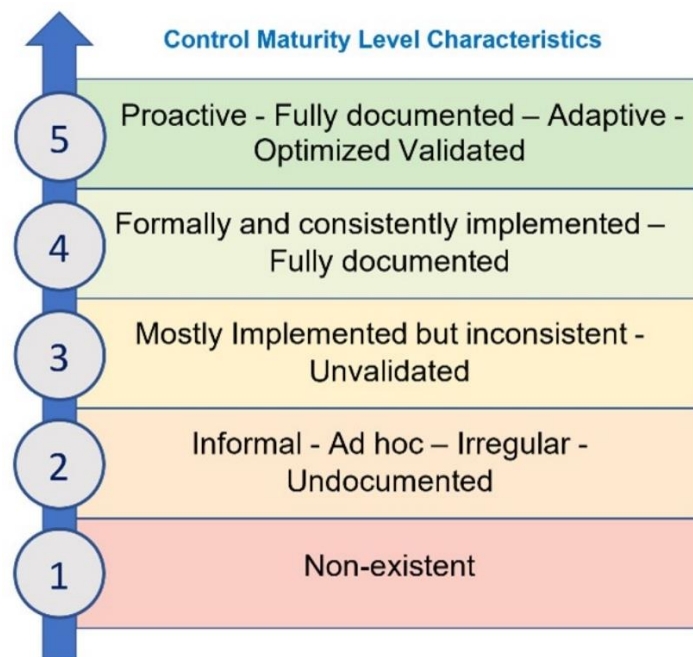 Control Maturity Level Characteristics
5
Proactive - Fully documented – Adaptive -
Optimized Validated
4
Formally and consistently implemented –
Fully documented
3
Mostly Implemented but inconsistent -
Unvalidated
2
Informal - Ad hoc – Irregular -
Undocumented
1
Non-existent